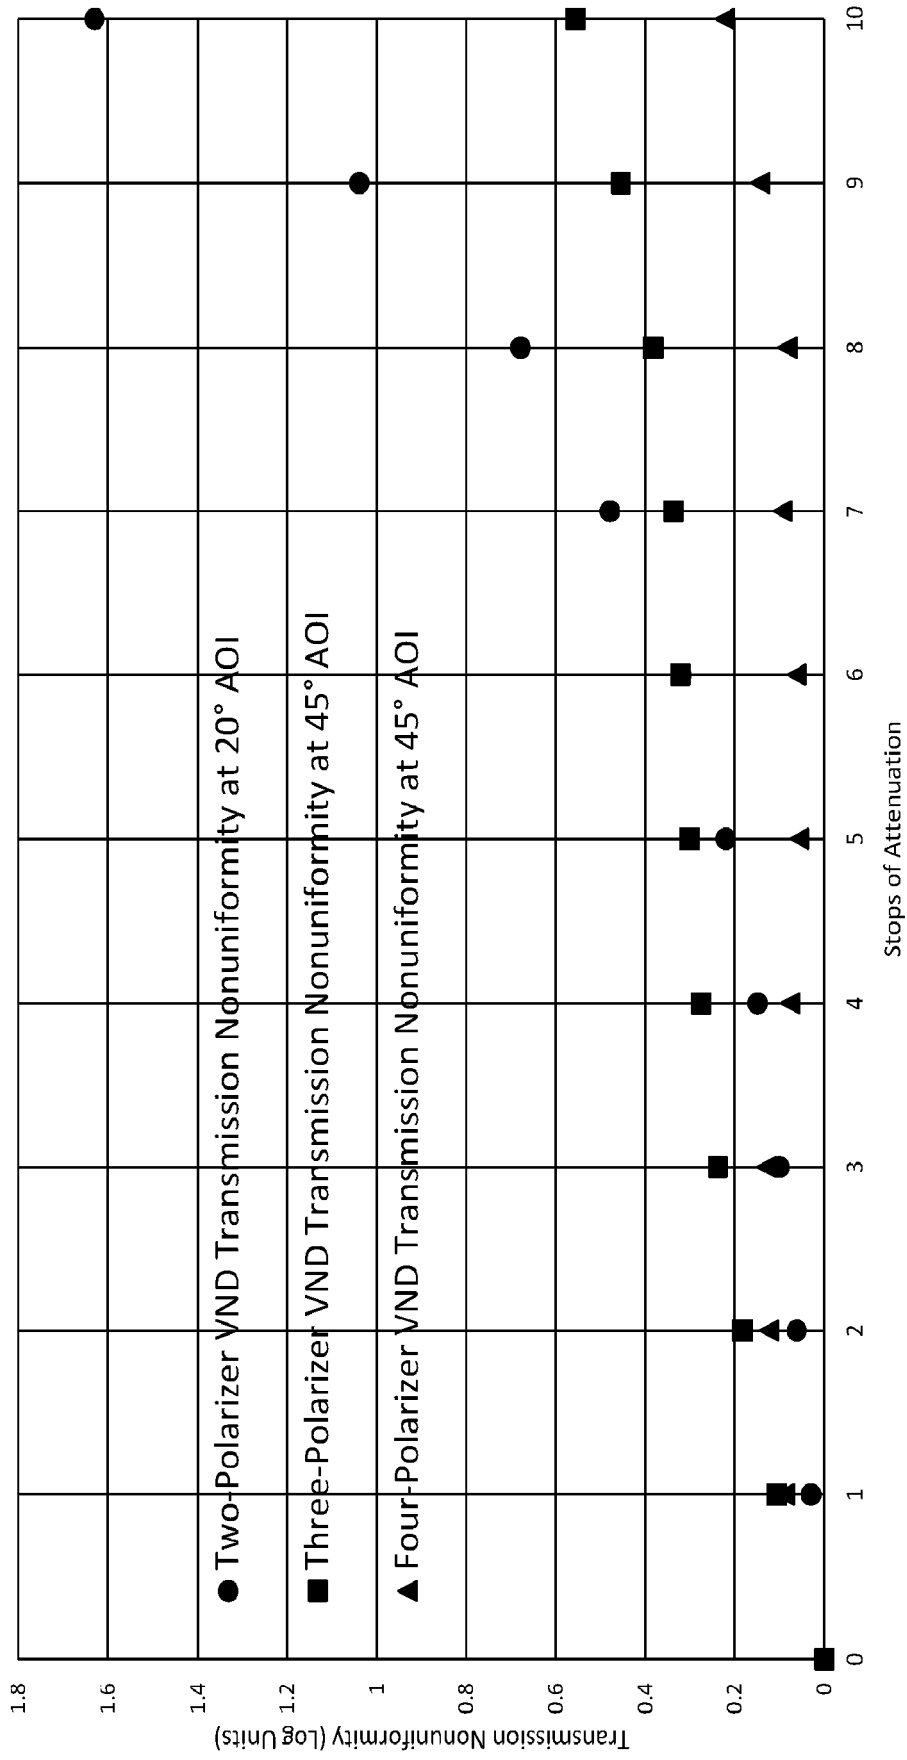 1.8
1.6
1.4
1.2
1
0.8
0.6
0.4
0.2
0
Transmission Nonuniformity (Log Units)
● Two-Polarizer VND Transmission Nonuniformity at 20° AOI
■ Three-Polarizer VND Transmission Nonuniformity at 45° AOI
▲ Four-Polarizer VND Transmission Nonuniformity at 45° AOI
0 1 2 3 4 5 6 7 8 9 10
Stops of Attenuation